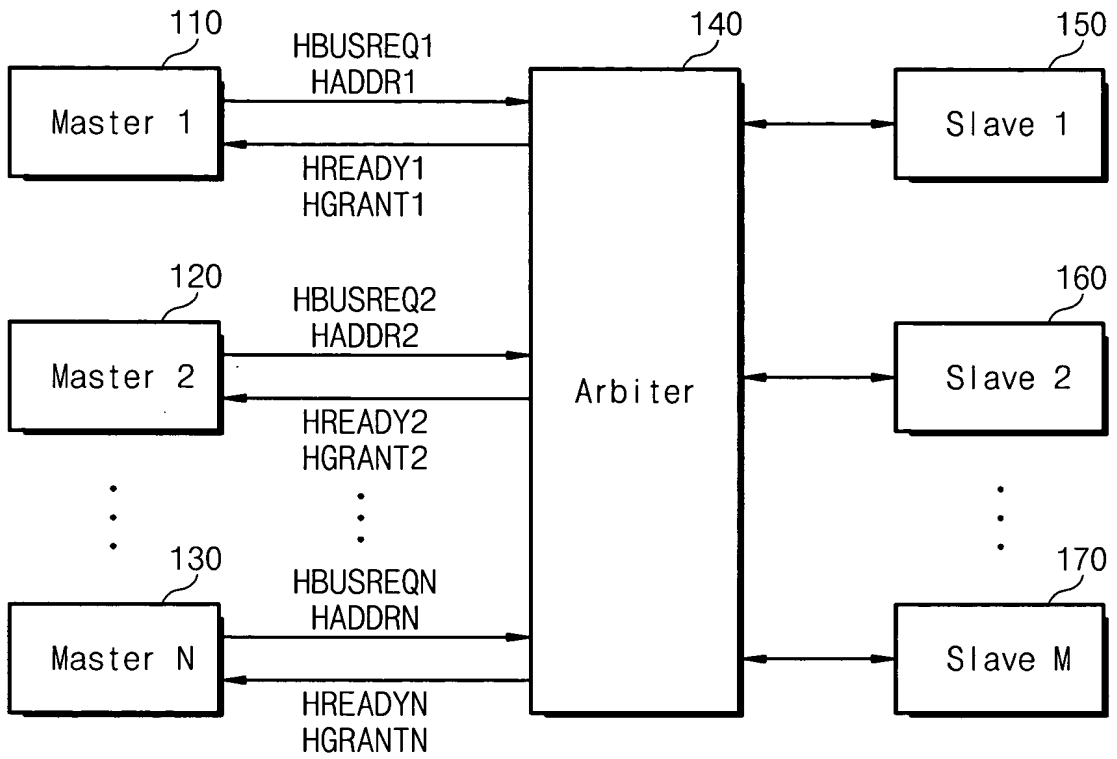 110
HBUSREQ1
HADDR1
Master 1
HREADY1
HGRANT1
140
Arbiter
150
Slave 1
120
HBUSREQ2
HADDR2
Master 2
HREADY2
HGRANT2
160
Slave 2
130
HBUSREQN
HADDRN
Master N
HREADYN
HGRANTN
170
Slave M